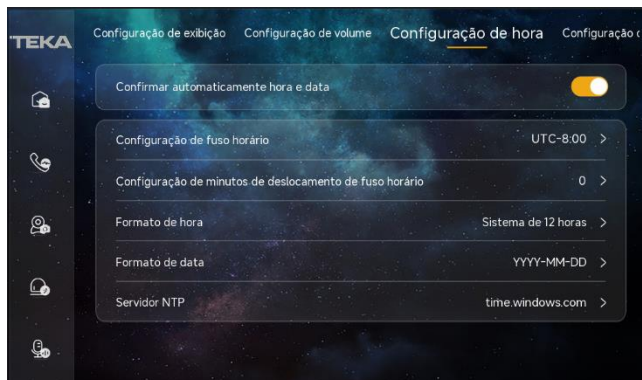 TEKA
Configuração de exibição Configuração de volume Configuração de hora Configuração
Confirmar automaticamente hora e data
Configuração de fuso horário UTC-8:00 >
Configuração de minutos de deslocamento de fuso horário 0 >
Formato de hora Sistema de 12 horas >
Formato de data YYYY-MM-DD >
Servidor NTP time.windows.com >